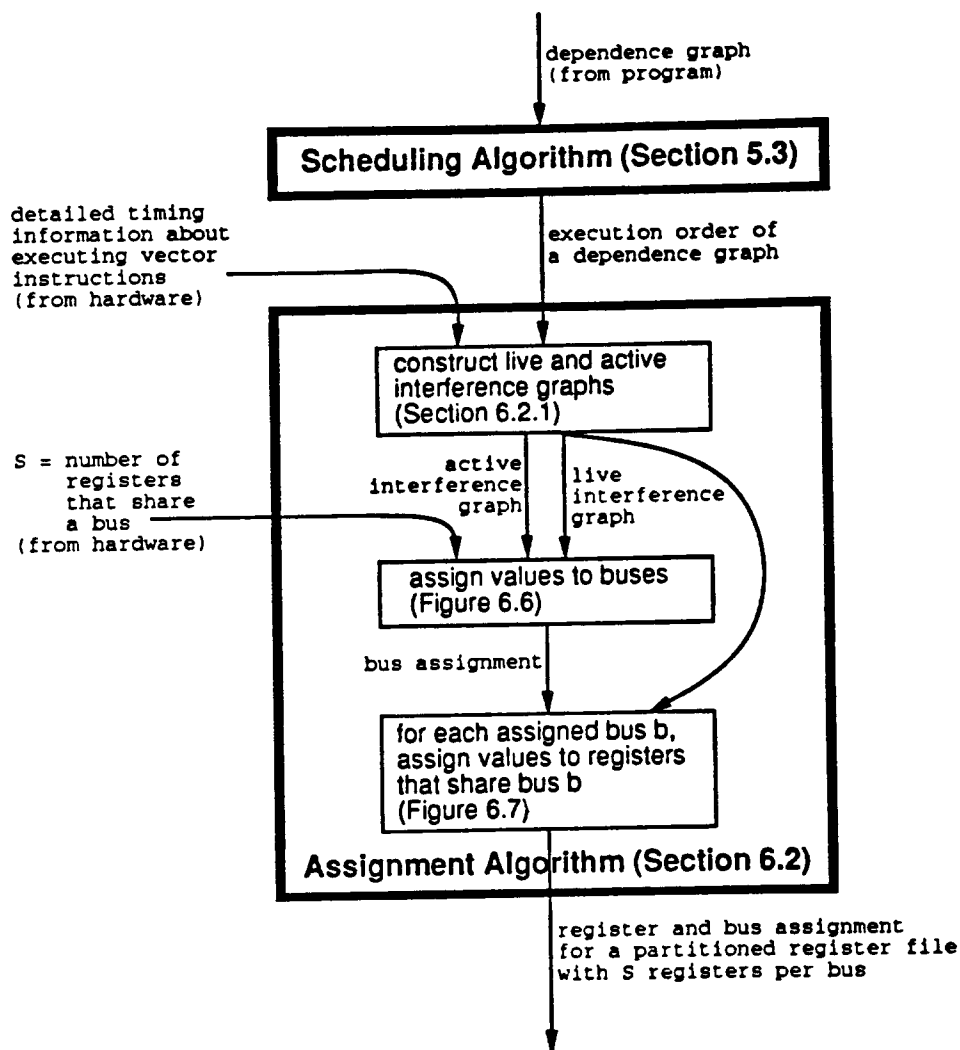 dependence graph
(from program)
Scheduling Algorithm (Section 5.3)
detailed timing
information about
executing vector
instructions
(from hardware)
execution order of
a dependence graph
construct live and active
interference graphs
(Section 6.2.1)
S = number of
registers
that share
a bus
(from hardware)
active
interference
graph
live
interference
graph
assign values to buses
(Figure 6.6)
bus assignment
for each assigned bus b,
assign values to registers
that share bus b
(Figure 6.7)
Assignment Algorithm (Section 6.2)
register and bus assignment
for a partitioned register file
with S registers per bus